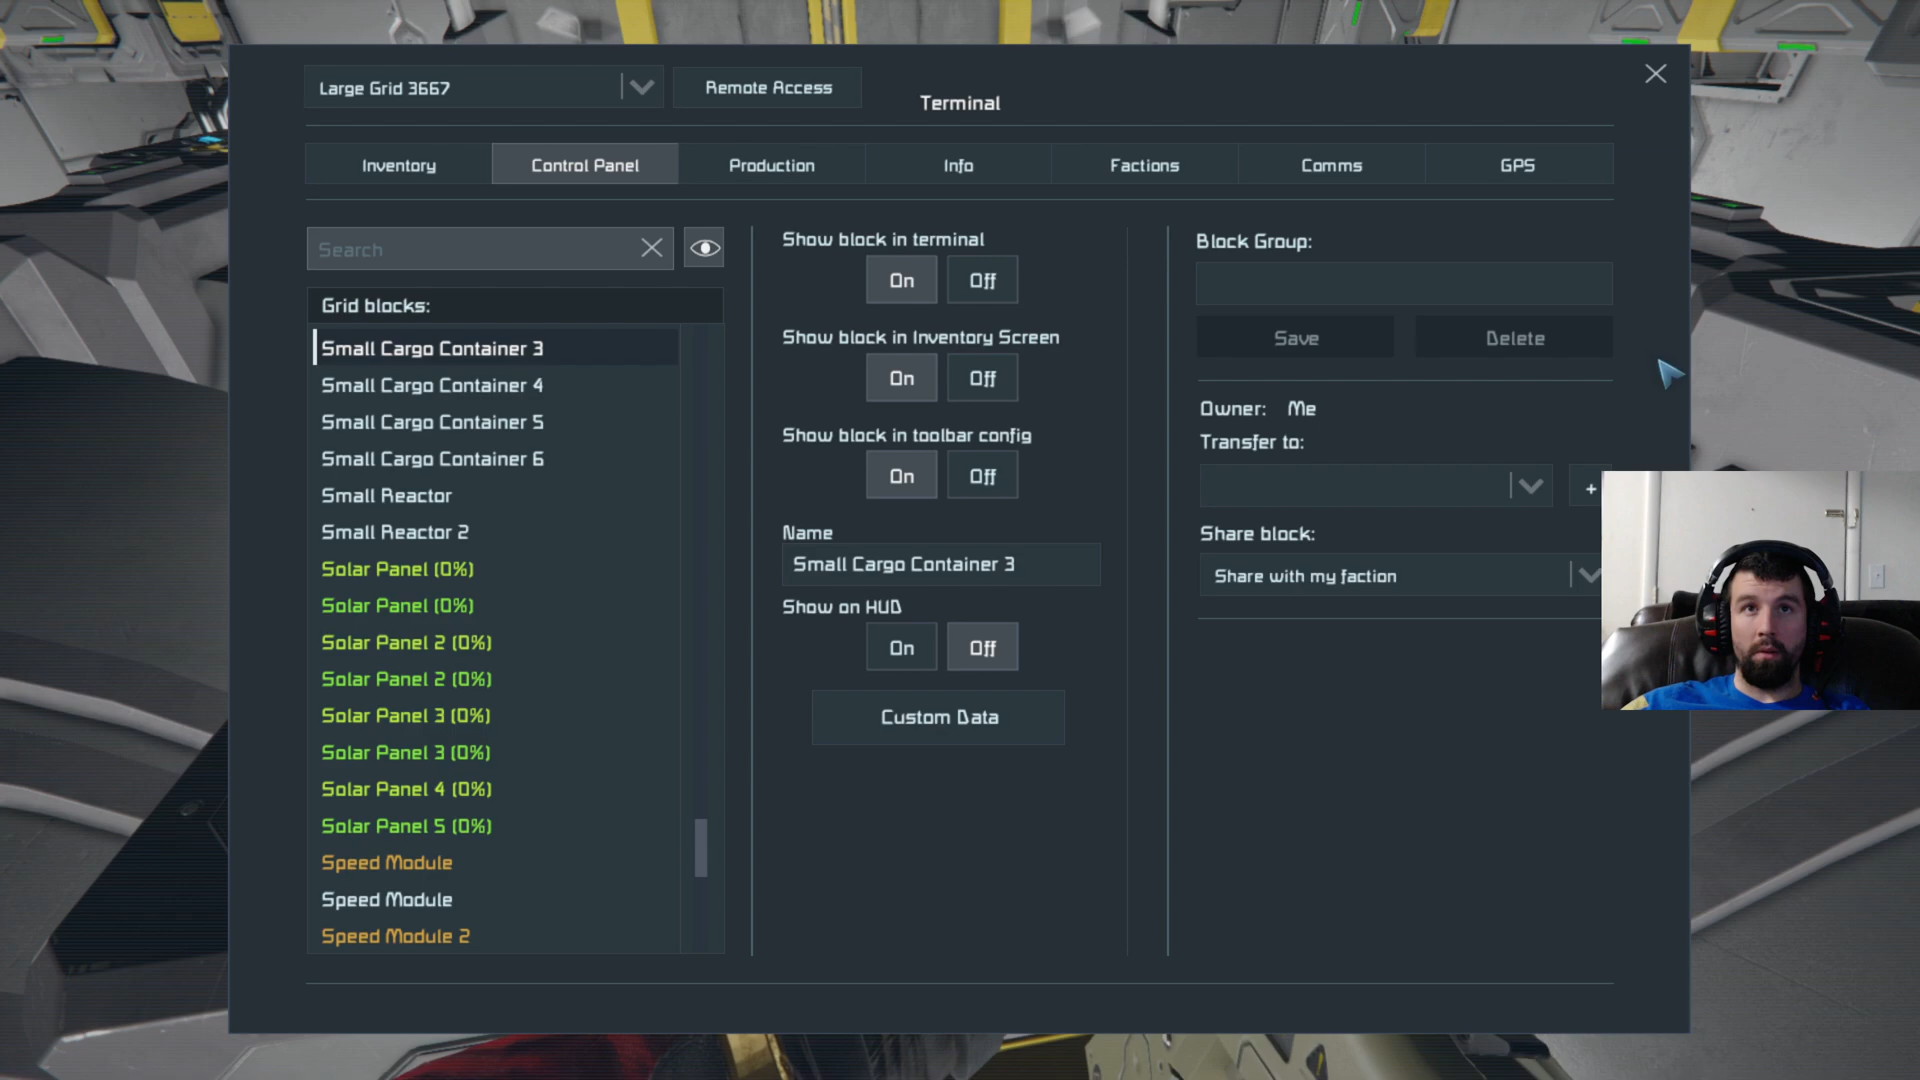 Large Grid 3667
Remote Access
Terminal
Inventory
Control Panel
Production
Info
Factions
Comms
GPS
Search
Grid blocks:
Small Cargo Container 3
Small Cargo Container 4
Small Cargo Container 5
Small Cargo Container 6
Small Reactor
Small Reactor 2
Solar Panel (0%)
Solar Panel (0%)
Solar Panel 2 (0%)
Solar Panel 2 (0%)
Solar Panel 3 (0%)
Solar Panel 3 (0%)
Solar Panel 4 (0%)
Solar Panel 5 (0%)
Speed Module
Speed Module
Speed Module 2
Show block in terminal
On
Off
Show block in Inventory Screen
On
Off
Show block in toolbar config
On
Off
Name
Small Cargo Container 3
Show on HUD
On
Off
Custom Data
Block Group:
Save
Delete
Owner: Me
Transfer to:
+
Share block:
Share with my faction